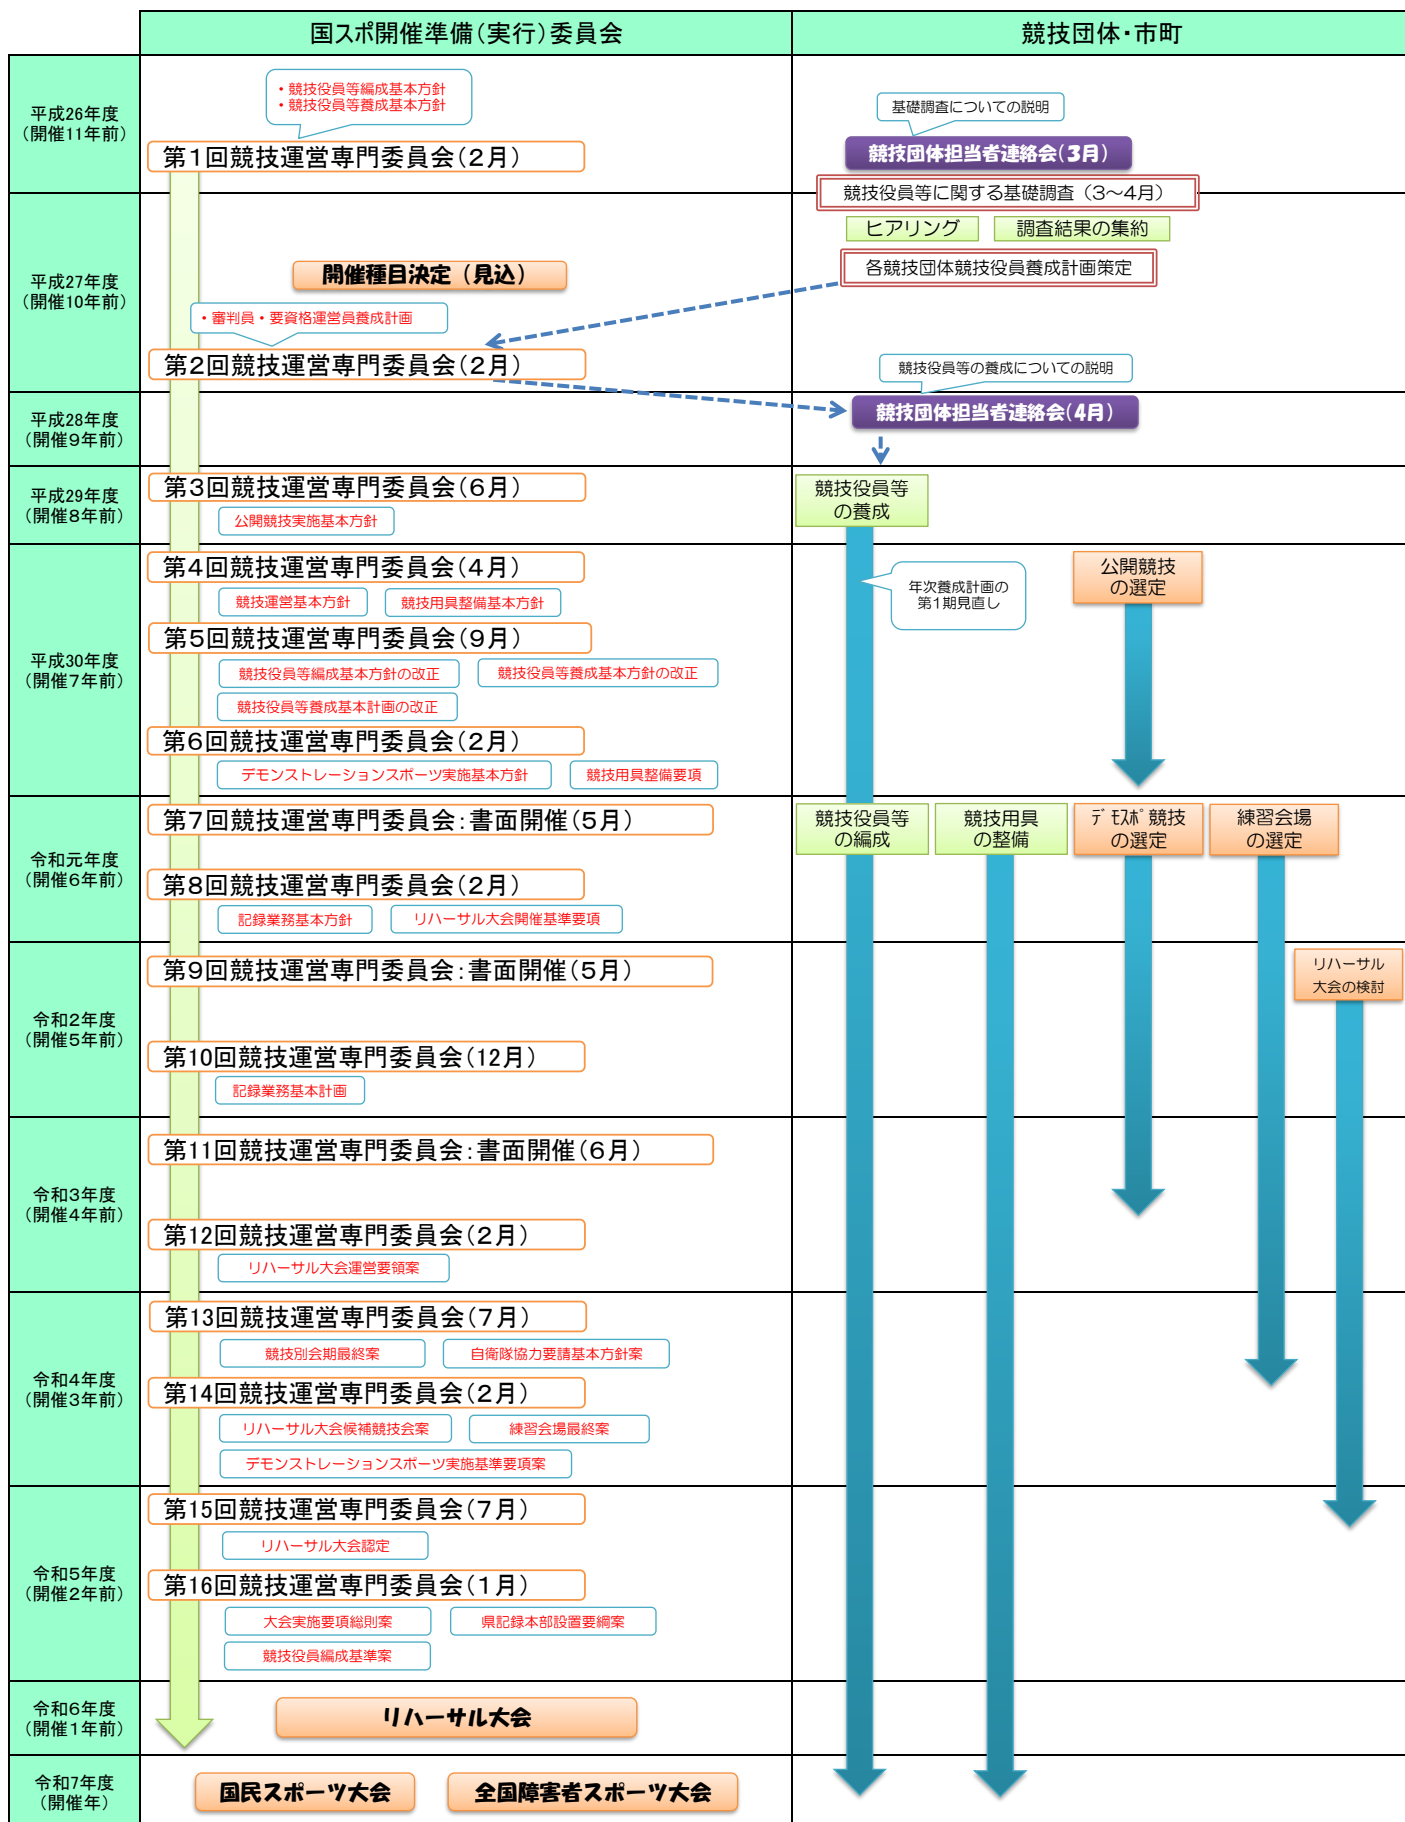 国スポ開催準備（実行）委員会
競技団体・市町
平成26年度
（開催11年前）
・競技役員等編成基本方針
・競技役員等養成基本方針
第1回競技運営専門委員会（2月）
基礎調査についての説明
競技団体担当者連絡会（3月）
競技役員等に関する基礎調査（3～4月）
平成27年度
（開催10年前）
ヒアリング
調査結果の集約
開催種目決定（見込）
各競技団体競技役員養成計画策定
・審判員・要資格運営員養成計画
第2回競技運営専門委員会（2月）
競技役員等の養成についての説明
平成28年度
（開催9年前）
競技団体担当者連絡会（4月）
平成29年度
（開催8年前）
第3回競技運営専門委員会（6月）
公開競技実施基本方針
競技役員等
の養成
平成30年度
（開催7年前）
第4回競技運営専門委員会（4月）
競技運営基本方針
競技用具整備基本方針
第5回競技運営専門委員会（9月）
競技役員等編成基本方針の改正
競技役員等養成基本方針の改正
競技役員等養成基本計画の改正
第6回競技運営専門委員会（2月）
デモンストレーションスポーツ実施基本方針
競技用具整備要項
年次養成計画の
第1期見直し
公開競技
の選定
令和元年度
（開催6年前）
第7回競技運営専門委員会：書面開催（5月）
第8回競技運営専門委員会（2月）
記録業務基本方針
リハーサル大会開催基準要項
競技役員等
の編成
競技用具
の整備
ﾃﾞﾓｽﾎﾟ競技
の選定
練習会場
の選定
令和2年度
（開催5年前）
第9回競技運営専門委員会：書面開催（5月）
第10回競技運営専門委員会（12月）
記録業務基本計画
リハーサル
大会の検討
令和3年度
（開催4年前）
第11回競技運営専門委員会：書面開催（6月）
第12回競技運営専門委員会（2月）
リハーサル大会運営要領案
令和4年度
（開催3年前）
第13回競技運営専門委員会（7月）
競技別会期最終案
自衛隊協力要請基本方針案
第14回競技運営専門委員会（2月）
リハーサル大会候補競技会案
練習会場最終案
デモンストレーションスポーツ実施基準要項案
令和5年度
（開催2年前）
第15回競技運営専門委員会（7月）
リハーサル大会認定
第16回競技運営専門委員会（1月）
大会実施要項総則案
県記録本部設置要綱案
競技役員編成基準案
令和6年度
（開催1年前）
リハーサル大会
令和7年度
（開催年）
国民スポーツ大会
全国障害者スポーツ大会